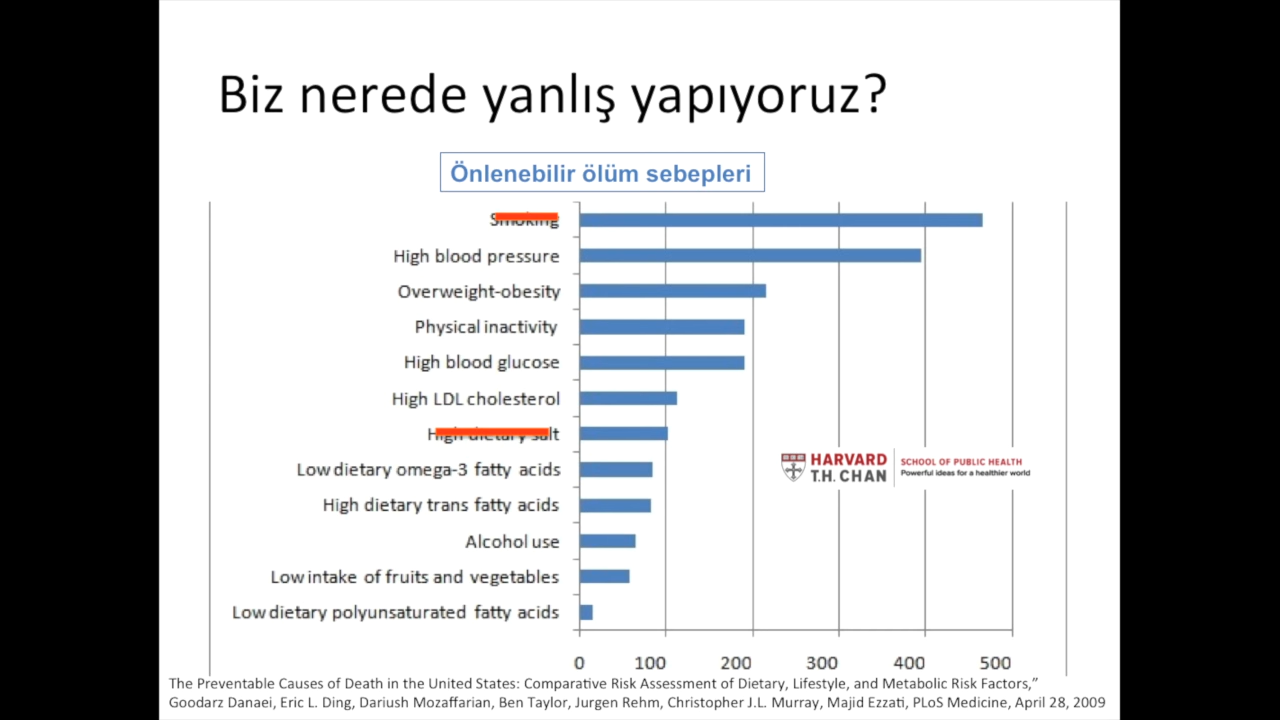 Biz nerede yanlış yapıyoruz?
Önlenebilir ölüm sebepleri
Smoking
High blood pressure
Overweight-obesity
Physical inactivity
High blood glucose
High LDL cholesterol
High dietary salt
Low dietary omega-3 fatty acids
High dietary trans fatty acids
Alcohol use
Low intake of fruits and vegetables
Low dietary polyunsaturated fatty acids
HARVARD
T.H. CHAN
SCHOOL OF PUBLIC HEALTH
Powerful ideas for a healthier world
0 100 200 300 400 500
The Preventable Causes of Death in the United States: Comparative Risk Assessment of Dietary, Lifestyle, and Metabolic Risk Factors,”
Goodarz Danaei, Eric L. Ding, Dariush Mozaffarian, Ben Taylor, Jurgen Rehm, Christopher J.L. Murray, Majid Ezzati, PLoS Medicine, April 28, 2009